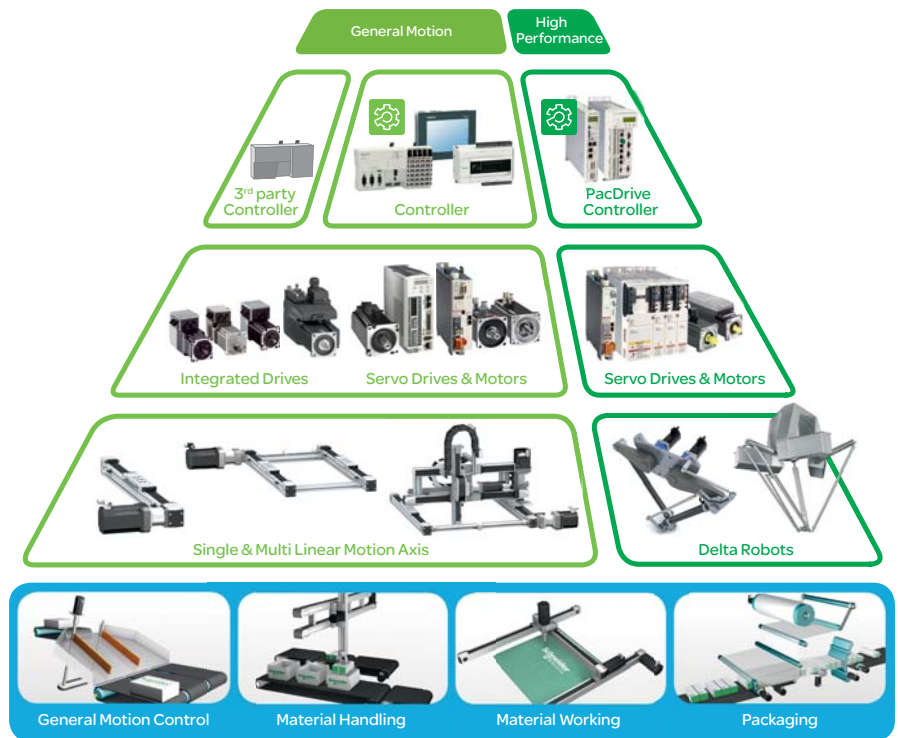 General Motion
High
Performance
3rd party
Controller
Controller
PacDrive
Controller
Integrated Drives
Servo Drives & Motors
Servo Drives & Motors
Single & Multi Linear Motion Axis
Delta Robots
Schneider
General Motion Control
Material Handling
Material Working
Packaging